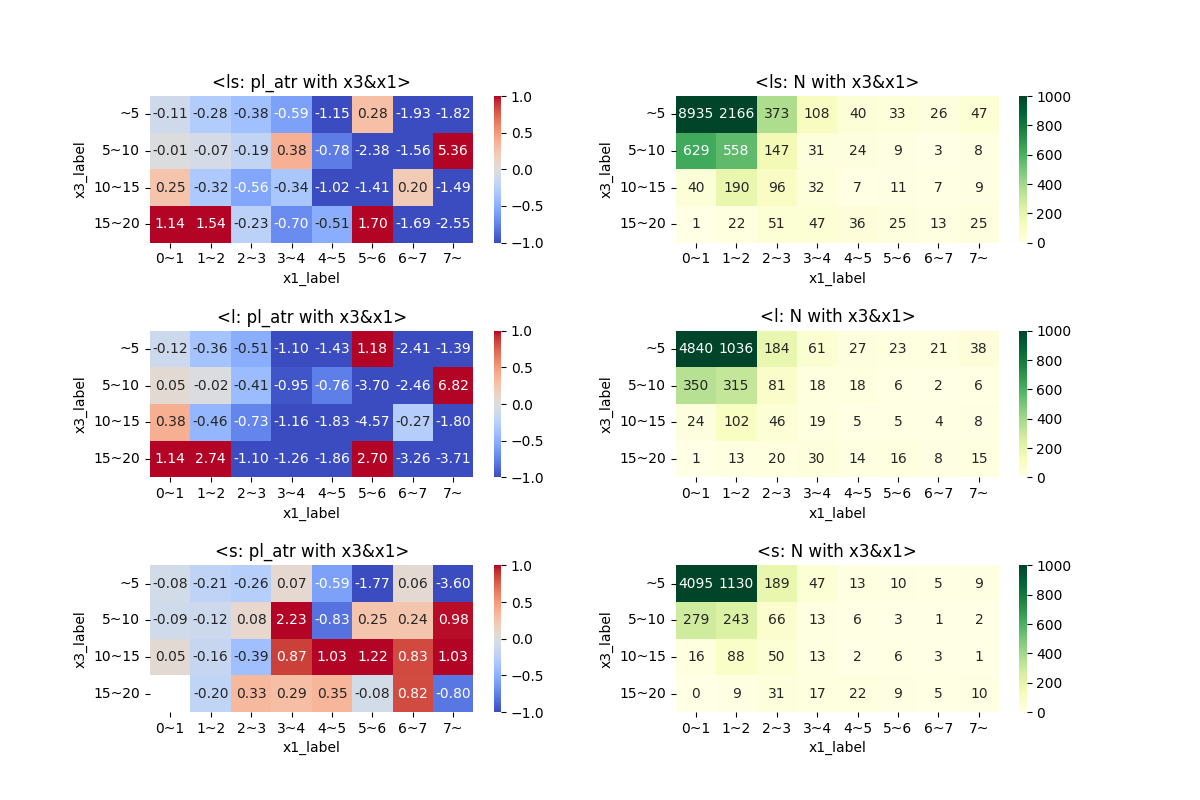 <ls: pl_atr with x3&x1>
x3_label
~5 -0.11 -0.28 -0.38 -0.59 -1.15 0.28 -1.93 -1.82
5~10 -0.01 -0.07 -0.19 0.38 -0.78 -2.38 -1.56 5.36
10~15 0.25 -0.32 -0.56 -0.34 -1.02 -1.41 0.20 -1.49
15~20 1.14 1.54 -0.23 -0.70 -0.51 1.70 -1.69 -2.55
0~1 1~2 2~3 3~4 4~5 5~6 6~7 7~
x1_label
1.0
0.5
0.0
−0.5
−1.0
<ls: N with x3&x1>
x3_label
~5 8935 2166 373 108 40 33 26 47
5~10 629 558 147 31 24 9 3 8
10~15 40 190 96 32 7 11 7 9
15~20 1 22 51 47 36 25 13 25
0~1 1~2 2~3 3~4 4~5 5~6 6~7 7~
x1_label
1000
800
600
400
200
0
<l: pl_atr with x3&x1>
x3_label
~5 -0.12 -0.36 -0.51 -1.10 -1.43 1.18 -2.41 -1.39
5~10 0.05 -0.02 -0.41 -0.95 -0.76 -3.70 -2.46 6.82
10~15 0.38 -0.46 -0.73 -1.16 -1.83 -4.57 -0.27 -1.80
15~20 1.14 2.74 -1.10 -1.26 -1.86 2.70 -3.26 -3.71
0~1 1~2 2~3 3~4 4~5 5~6 6~7 7~
x1_label
1.0
0.5
0.0
−0.5
−1.0
<l: N with x3&x1>
x3_label
~5 4840 1036 184 61 27 23 21 38
5~10 350 315 81 18 18 6 2 6
10~15 24 102 46 19 5 5 4 8
15~20 1 13 20 30 14 16 8 15
0~1 1~2 2~3 3~4 4~5 5~6 6~7 7~
x1_label
1000
800
600
400
200
0
<s: pl_atr with x3&x1>
x3_label
~5 -0.08 -0.21 -0.26 0.07 -0.59 -1.77 0.06 -3.60
5~10 -0.09 -0.12 0.08 2.23 -0.83 0.25 0.24 0.98
10~15 0.05 -0.16 -0.39 0.87 1.03 1.22 0.83 1.03
15~20 -0.20 0.33 0.29 0.35 -0.08 0.82 -0.80
0~1 1~2 2~3 3~4 4~5 5~6 6~7 7~
x1_label
1.0
0.5
0.0
−0.5
−1.0
<s: N with x3&x1>
x3_label
~5 4095 1130 189 47 13 10 5 9
5~10 279 243 66 13 6 3 1 2
10~15 16 88 50 13 2 6 3 1
15~20 0 9 31 17 22 9 5 10
0~1 1~2 2~3 3~4 4~5 5~6 6~7 7~
x1_label
1000
800
600
400
200
0